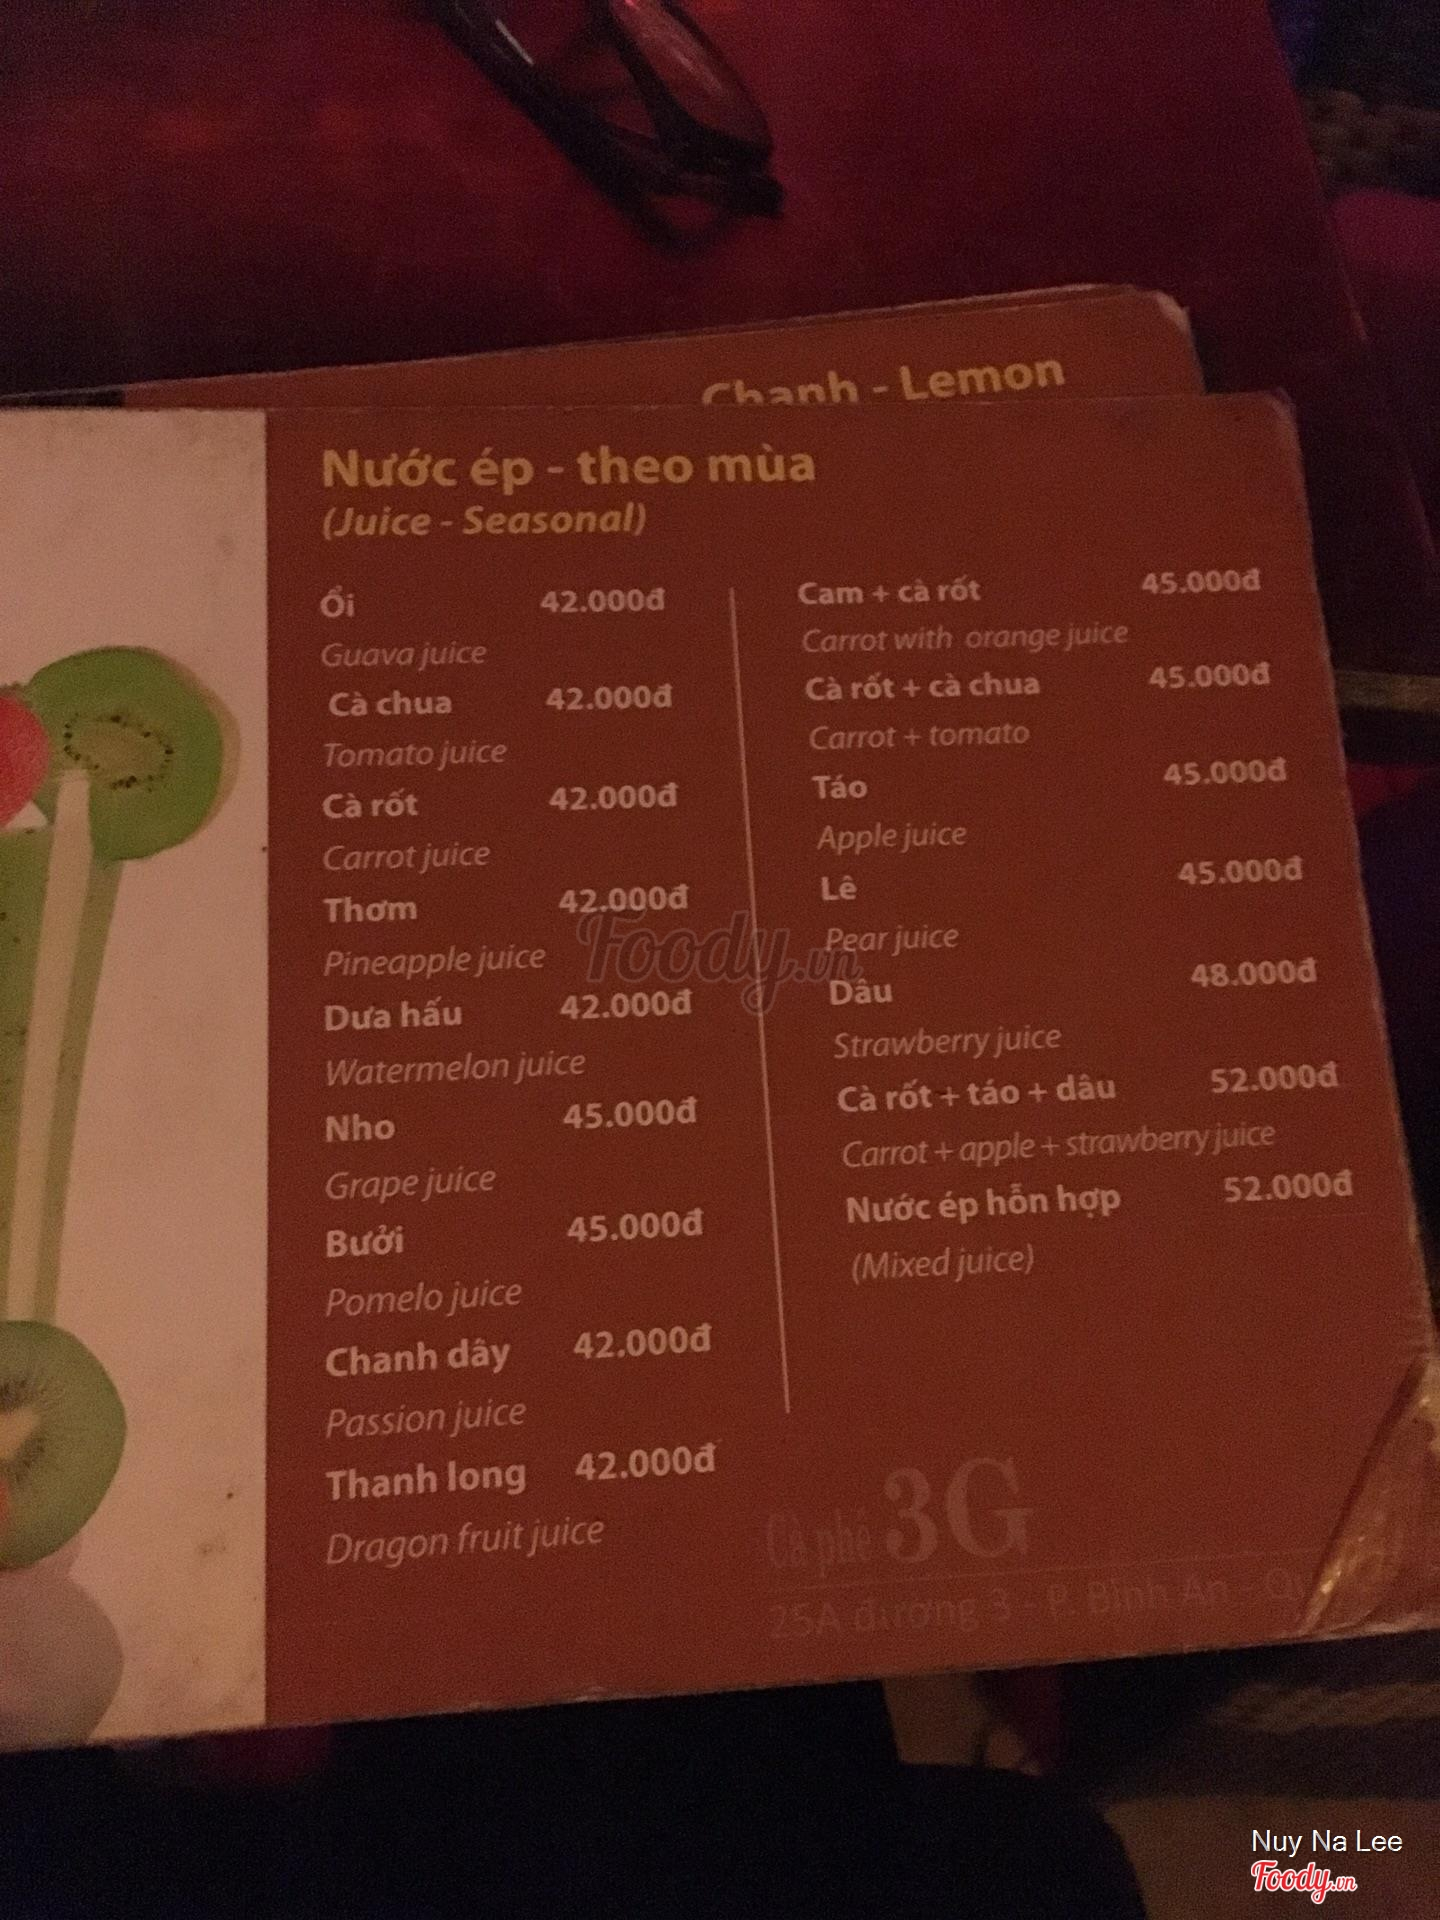 Chanh - Lemon
Nước ép - theo mùa
(Juice - Seasonal)
Ổi 42.000đ
Guava juice
Cà chua 42.000đ
Tomato juice
Cà rốt 42.000đ
Carrot juice
Thơm 42.000đ
Pineapple juice
Dưa hấu 42.000đ
Watermelon juice
Nho 45.000đ
Grape juice
Bưởi 45.000đ
Pomelo juice
Chanh dây 42.000đ
Passion juice
Thanh long 42.000đ
Dragon fruit juice
Cam + cà rốt 45.000đ
Carrot with orange juice
Cà rốt + cà chua 45.000đ
Carrot + tomato
Táo 45.000đ
Apple juice
Lê 45.000đ
Pear juice
Dâu 48.000đ
Strawberry juice
Cà rốt + táo + dâu 52.000đ
Carrot + apple + strawberry juice
Nước ép hỗn hợp 52.000đ
(Mixed juice)
Foody.vn
Cà phê 3G
25A đường 3 - P. Bình An -
Nuy Na Lee
Foody.vn